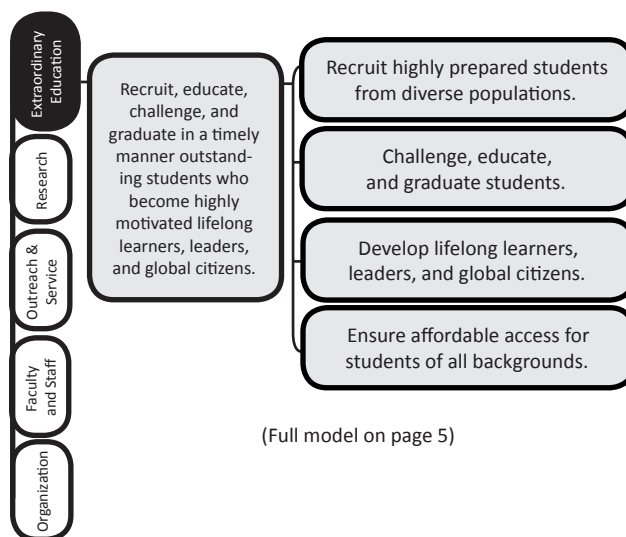 Extraordinary
Education
Research
Outreach &
Service
Faculty
and Staff
Organization
Recruit, educate,
challenge, and
graduate in a timely
manner outstand-
ing students who
become highly
motivated lifelong
learners, leaders,
and global citizens.
Recruit highly prepared students
from diverse populations.
Challenge, educate,
and graduate students.
Develop lifelong learners,
leaders, and global citizens.
Ensure affordable access for
students of all backgrounds.
(Full model on page 5)